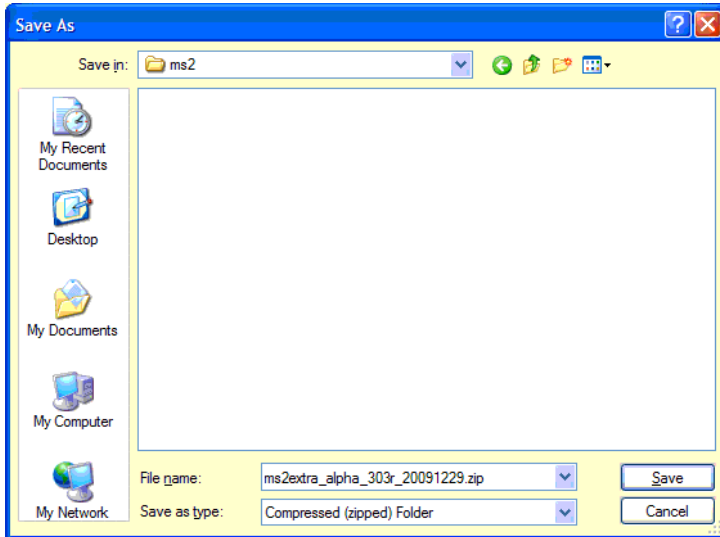 Save As
Save in:
ms2
My Recent
Documents
Desktop
My Documents
My Computer
My Network
File name:
ms2extra_alpha_303r_20091229.zip
Save
Save as type:
Compressed (zipped) Folder
Cancel